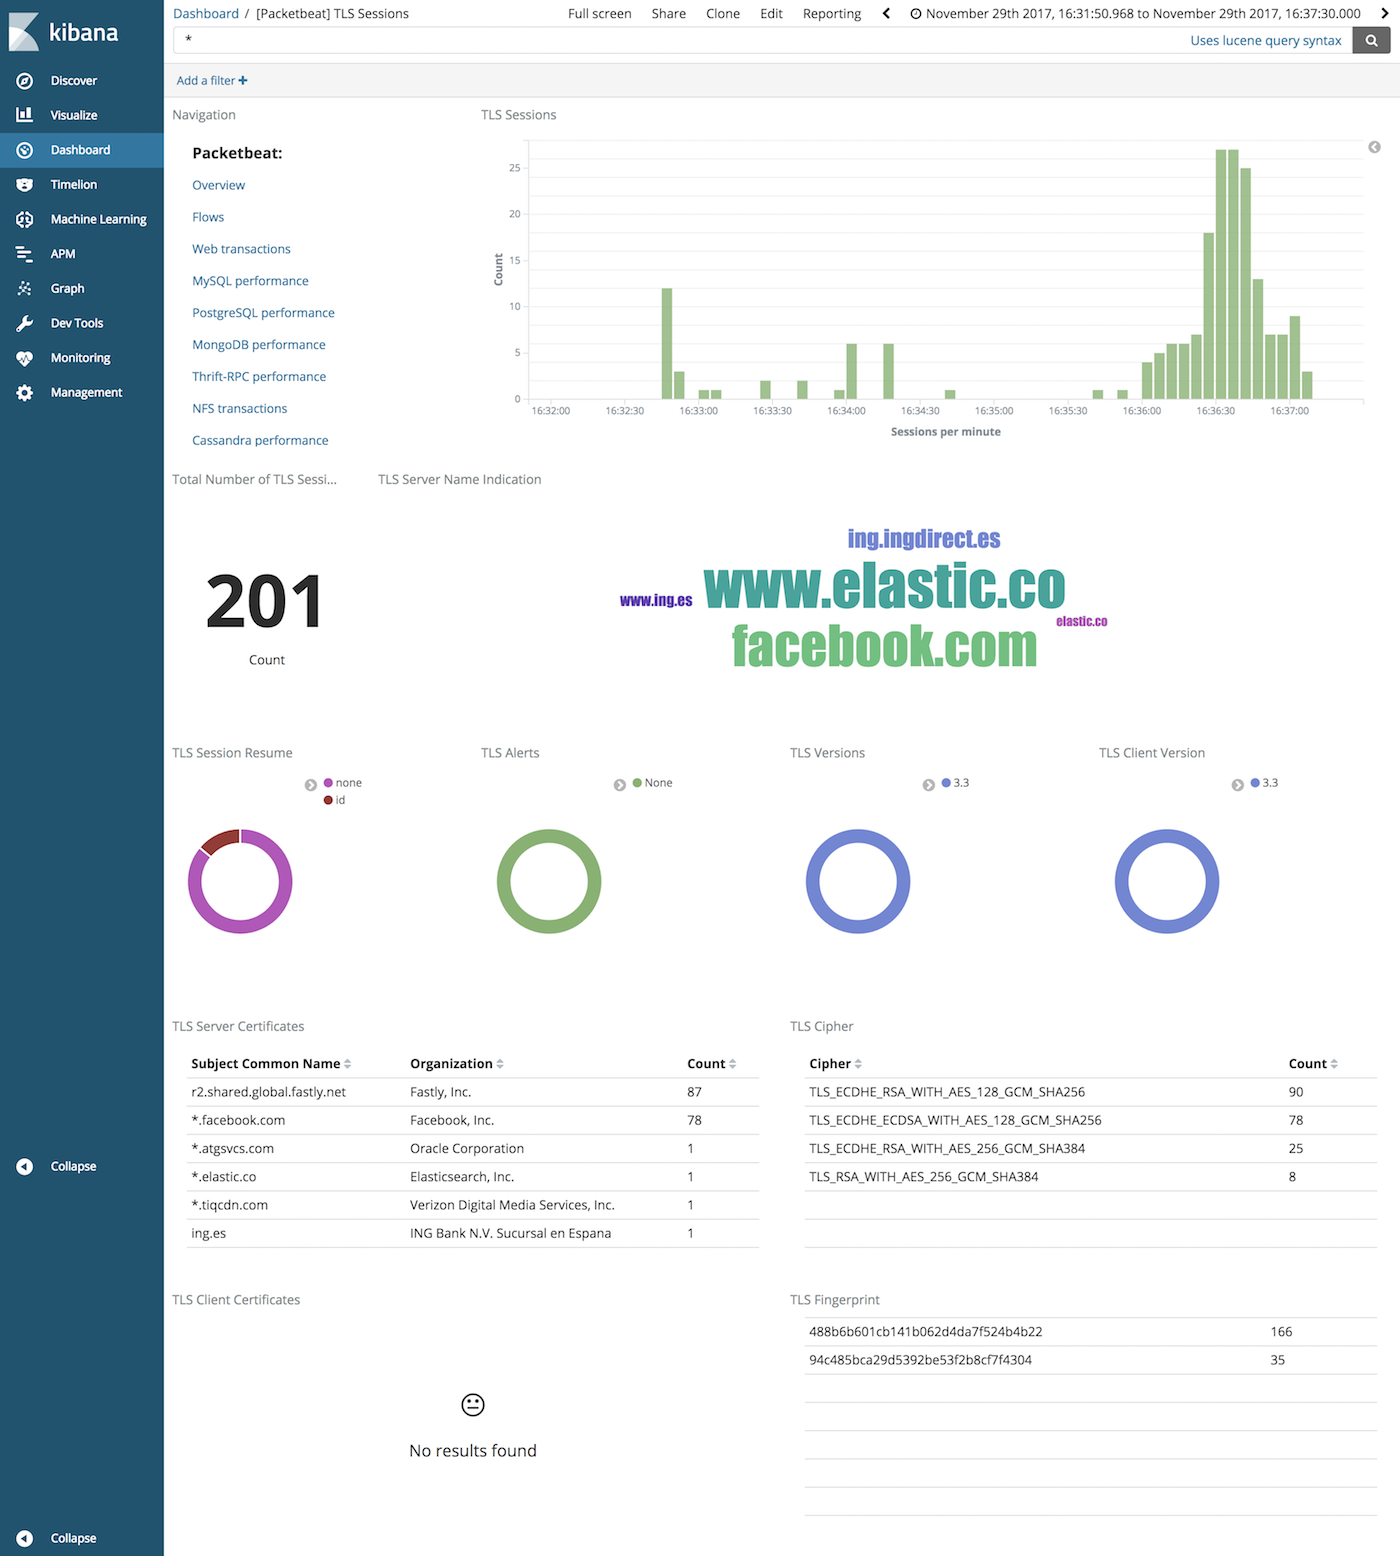 kibana
Discover
Visualize
Dashboard
Timelion
Machine Learning
APM
Graph
Dev Tools
Monitoring
Management
Collapse
Collapse
Dashboard / [Packetbeat] TLS Sessions
Full screen Share Clone Edit Reporting November 29th 2017, 16:31:50.968 to November 29th 2017, 16:37:30.000
* Uses lucene query syntax
Add a filter +
Navigation
Packetbeat:
Overview
Flows
Web transactions
MySQL performance
PostgreSQL performance
MongoDB performance
Thrift-RPC performance
NFS transactions
Cassandra performance
TLS Sessions
Count
25
20
15
10
5
0
16:32:00 16:32:30 16:33:00 16:33:30 16:34:00 16:34:30 16:35:00 16:35:30 16:36:00 16:36:30 16:37:00
Sessions per minute
Total Number of TLS Sessi...
201
Count
TLS Server Name Indication
ing.ingdirect.es
www.elastic.co
www.ing.es
elastic.co
facebook.com
TLS Session Resume
none
id
TLS Alerts
None
TLS Versions
3.3
TLS Client Version
3.3
TLS Server Certificates
Subject Common Name Organization Count
r2.shared.global.fastly.net Fastly, Inc. 87
*.facebook.com Facebook, Inc. 78
*.atgsvcs.com Oracle Corporation 1
*.elastic.co Elasticsearch, Inc. 1
*.tiqcdn.com Verizon Digital Media Services, Inc. 1
ing.es ING Bank N.V. Sucursal en Espana 1
TLS Cipher
Cipher Count
TLS_ECDHE_RSA_WITH_AES_128_GCM_SHA256 90
TLS_ECDHE_ECDSA_WITH_AES_128_GCM_SHA256 78
TLS_ECDHE_RSA_WITH_AES_256_GCM_SHA384 25
TLS_RSA_WITH_AES_256_GCM_SHA384 8
TLS Client Certificates
No results found
TLS Fingerprint
488b6b601cb141b062d4da7f524b4b22 166
94c485bca29d5392be53f2b8cf7f4304 35